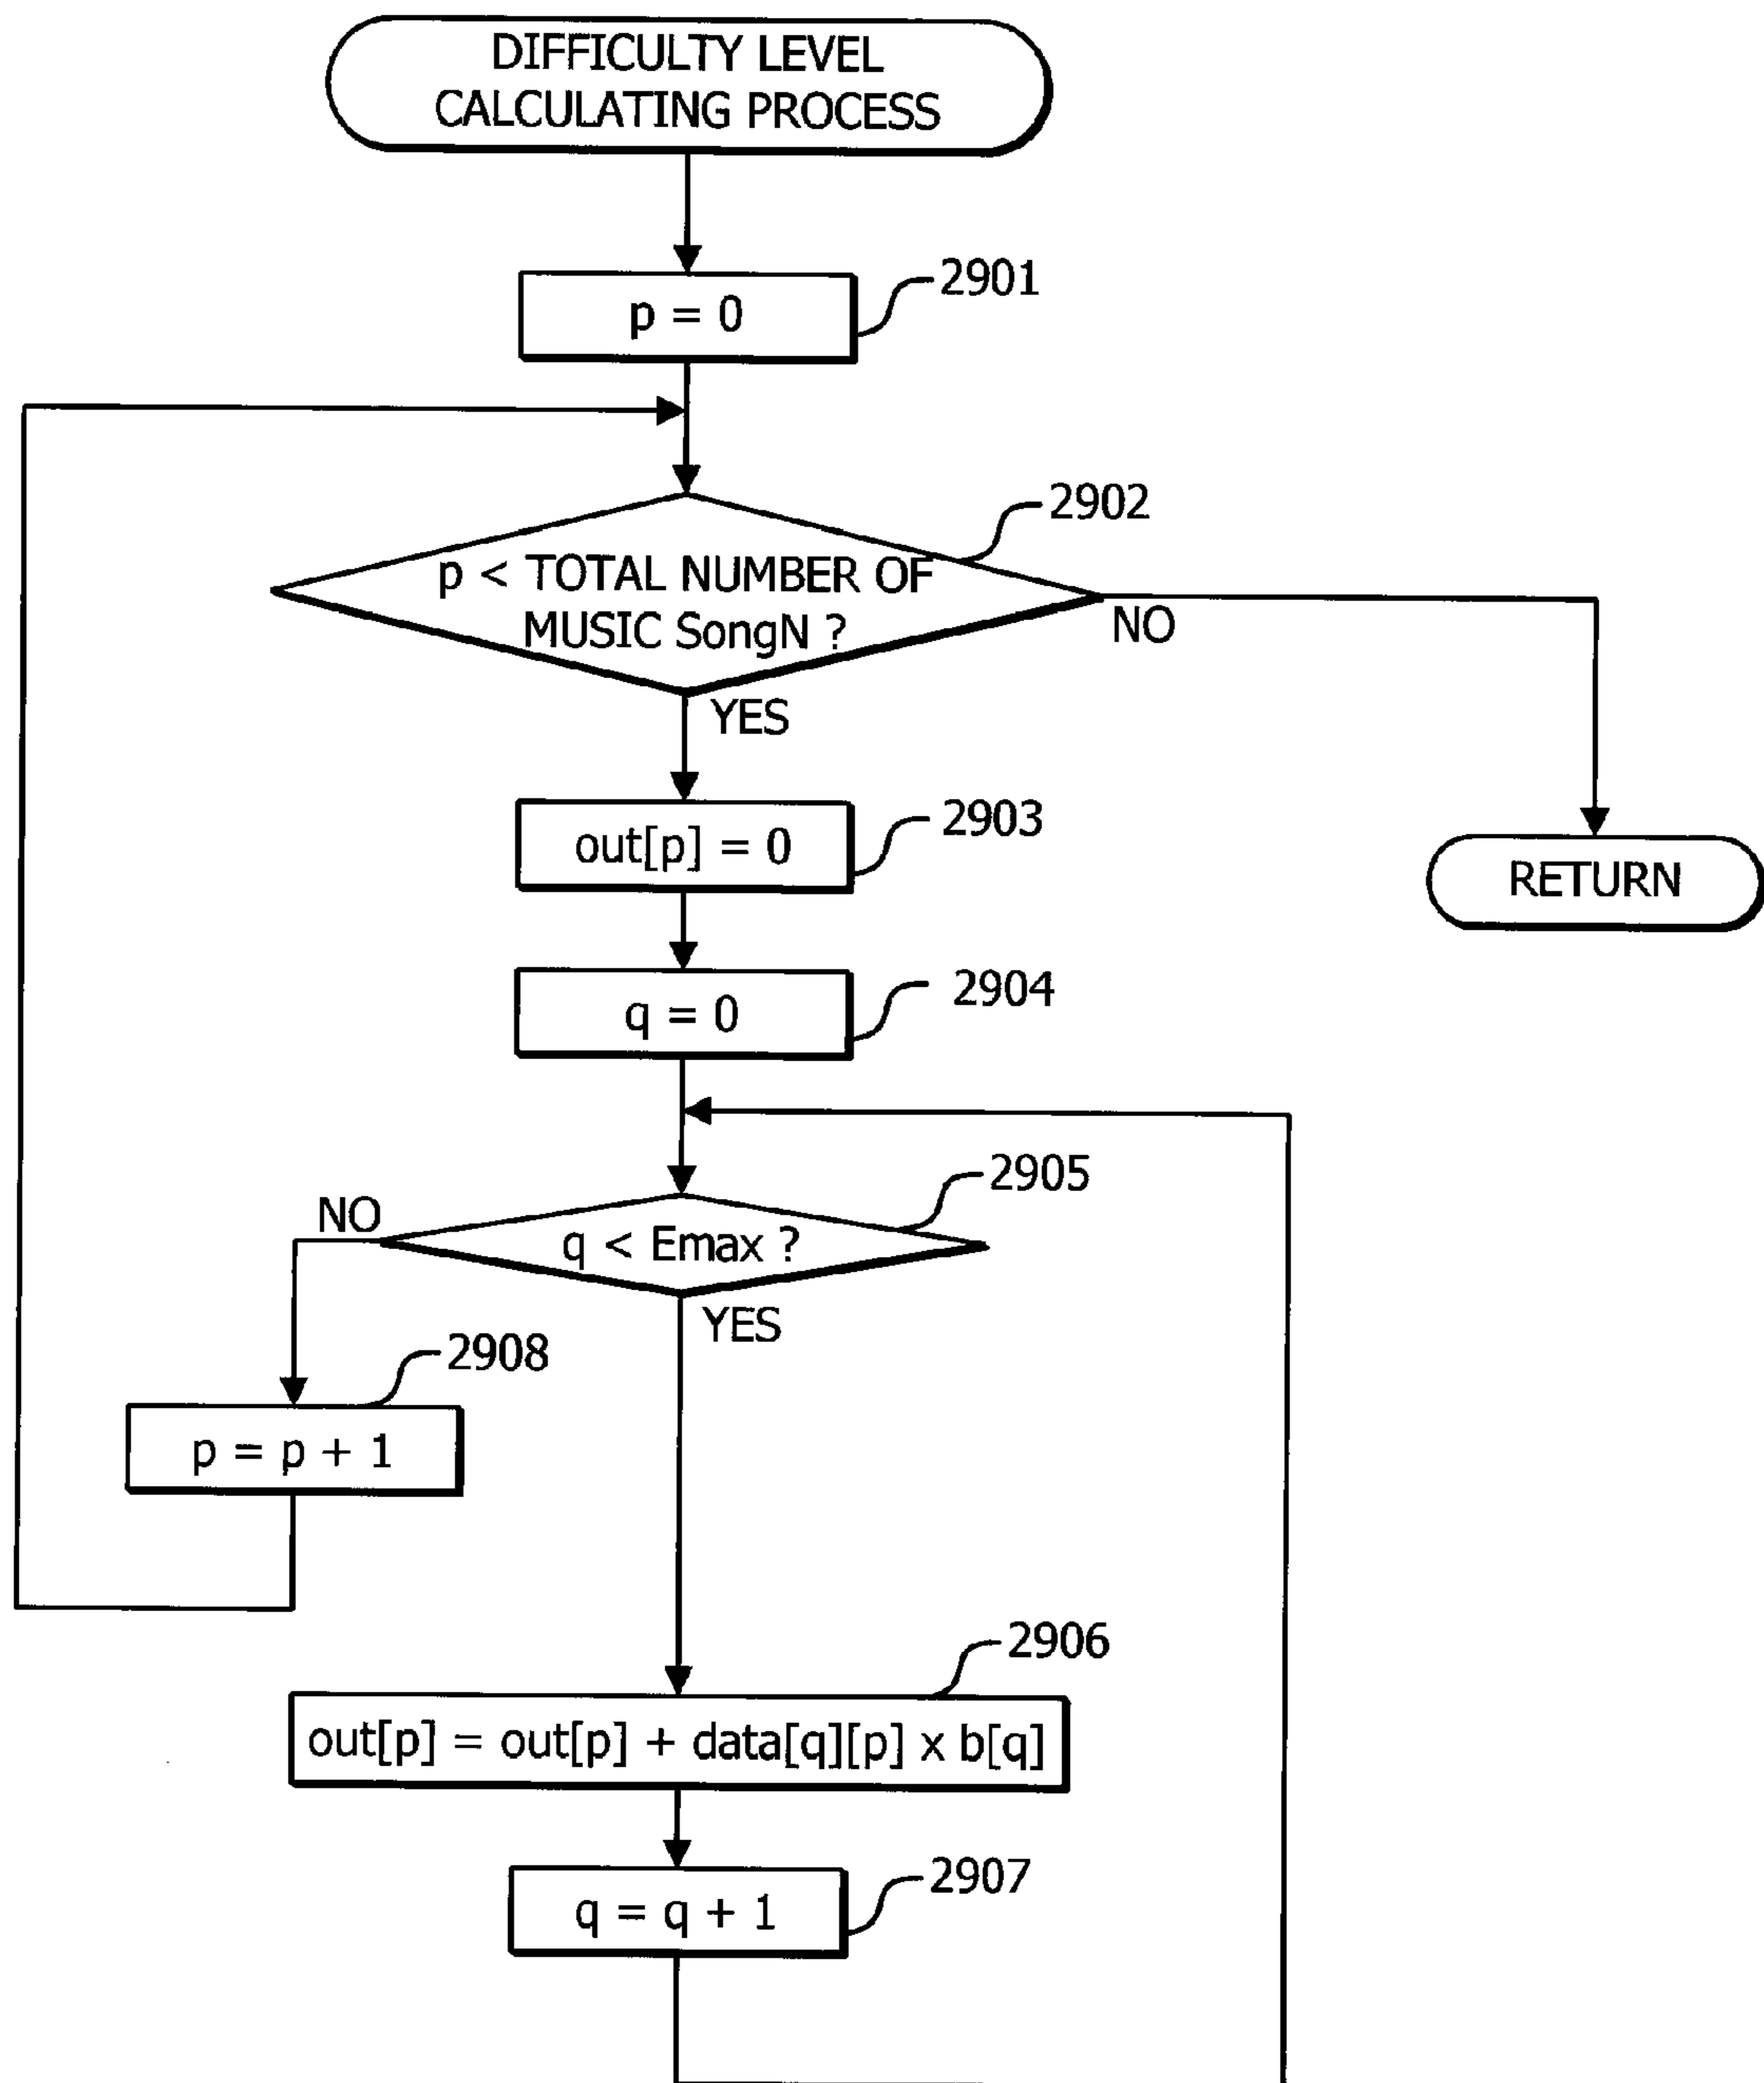 DIFFICULTY LEVEL
CALCULATING PROCESS
2901
p = 0
2902
p < TOTAL NUMBER OF
MUSIC SongN ?
NO
YES
2903
out[p] = 0
RETURN
2904
q = 0
2905
NO
q < Emax ?
YES
2908
p = p + 1
2906
out[p] = out[p] + data[q][p] x b[q]
2907
q = q + 1